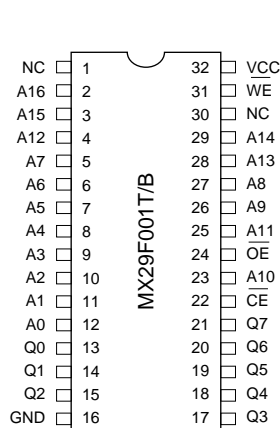 NC 1 32 VCC
A16 2 31 W̅E̅
A15 3 30 NC
A12 4 29 A14
A7 5 28 A13
A6 6 27 A8
A5 7 26 A9
A4 8 25 A11
A3 9 24 O̅E̅
A2 10 23 A10
A1 11 22 C̅E̅
A0 12 21 Q7
Q0 13 20 Q6
Q1 14 19 Q5
Q2 15 18 Q4
GND 16 17 Q3
MX29F001T/B